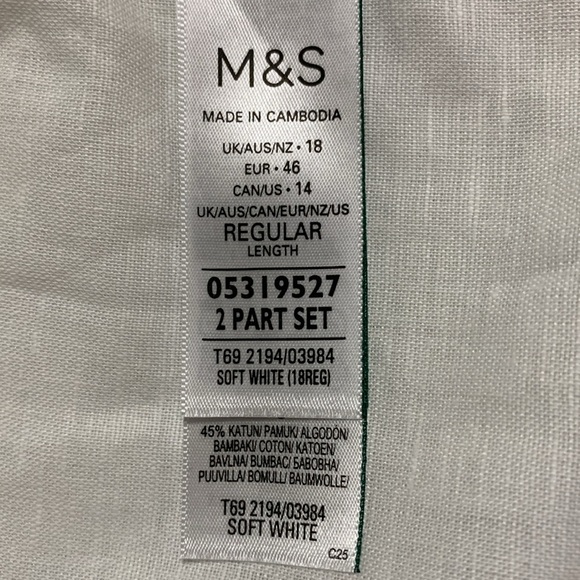 M&S
MADE IN CAMBODIA
UK/AUS/NZ • 18
EUR • 46
CAN/US • 14
UK/AUS/CAN/EUR/NZ/US
REGULAR
LENGTH
05319527
2 PART SET
T69 2194/03984
SOFT WHITE (18REG)
45% KATUN/ PAMUK/ ALGODÓN/
BAMBAKI/ COTON/ KATOEN/
BAVLNA/ BUMBAC/ БАВОВНА/
PUUVILLA/ BOMULL/ BAUMWOLLE/
T69 2194/03984
SOFT WHITE
C25